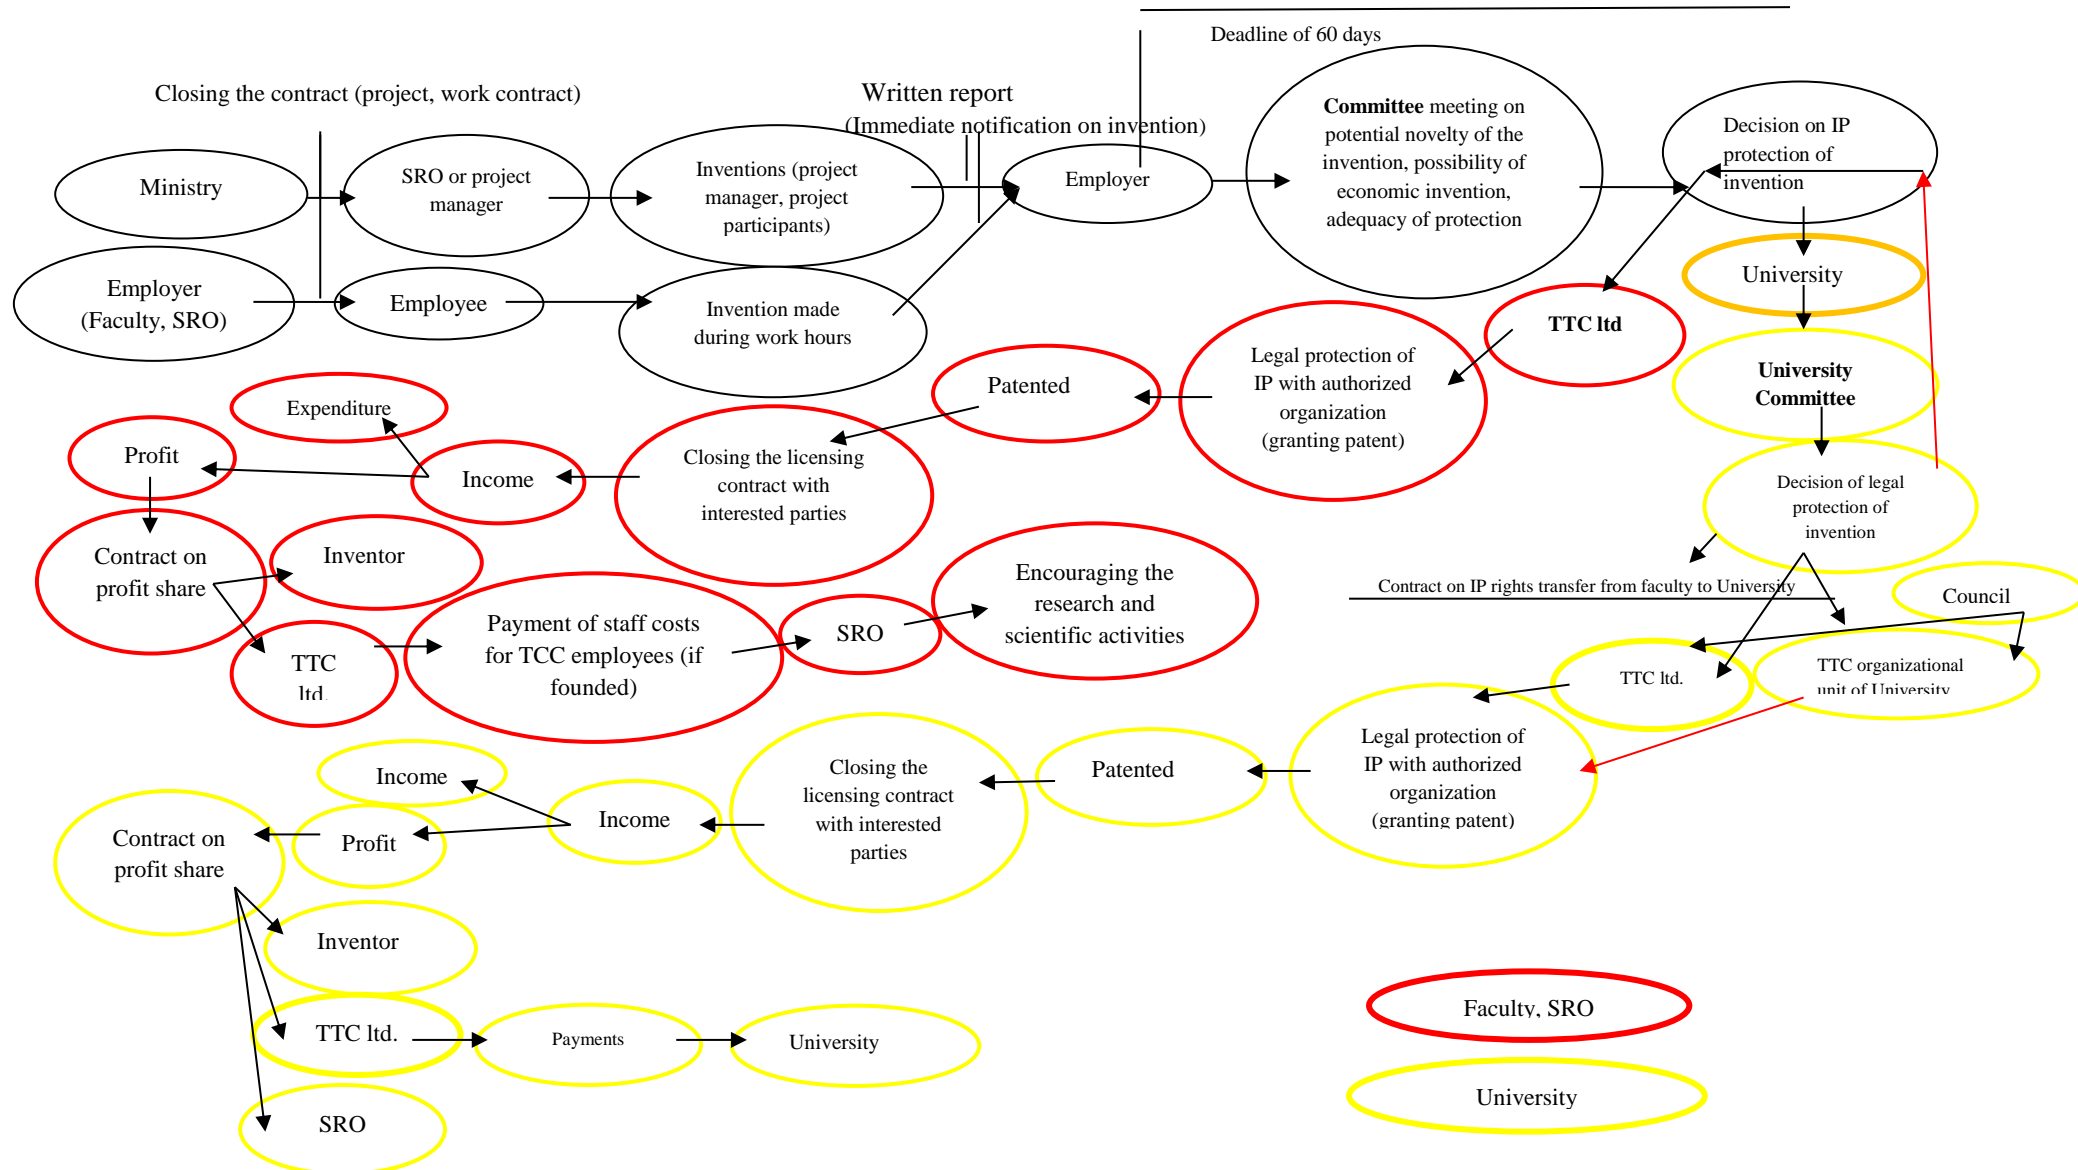 Deadline of 60 days
Closing the contract (project, work contract)
Written report
(Immediate notification on invention)
Ministry
SRO or project
manager
Inventions (project
manager, project
participants)
Employer
Committee meeting on
potential novelty of the
invention, possibility of
economic invention,
adequacy of protection
Decision on IP
protection of
invention
Employer
(Faculty, SRO)
Employee
Invention made
during work hours
University
TTC ltd
University
Committee
Legal protection of
IP with authorized
organization
(granting patent)
Patented
Closing the licensing
contract with
interested parties
Income
Expenditure
Profit
Contract on
profit share
Inventor
TTC
ltd.
Payment of staff costs
for TCC employees (if
founded)
SRO
Encouraging the
research and
scientific activities
Decision of legal
protection of
invention
Contract on IP rights transfer from faculty to University
Council
TTC ltd.
TTC organizational
unit of University
Legal protection of
IP with authorized
organization
(granting patent)
Patented
Closing the
licensing contract
with interested
parties
Income
Income
Profit
Contract on
profit share
Inventor
TTC ltd.
Payments
University
SRO
Faculty, SRO
University